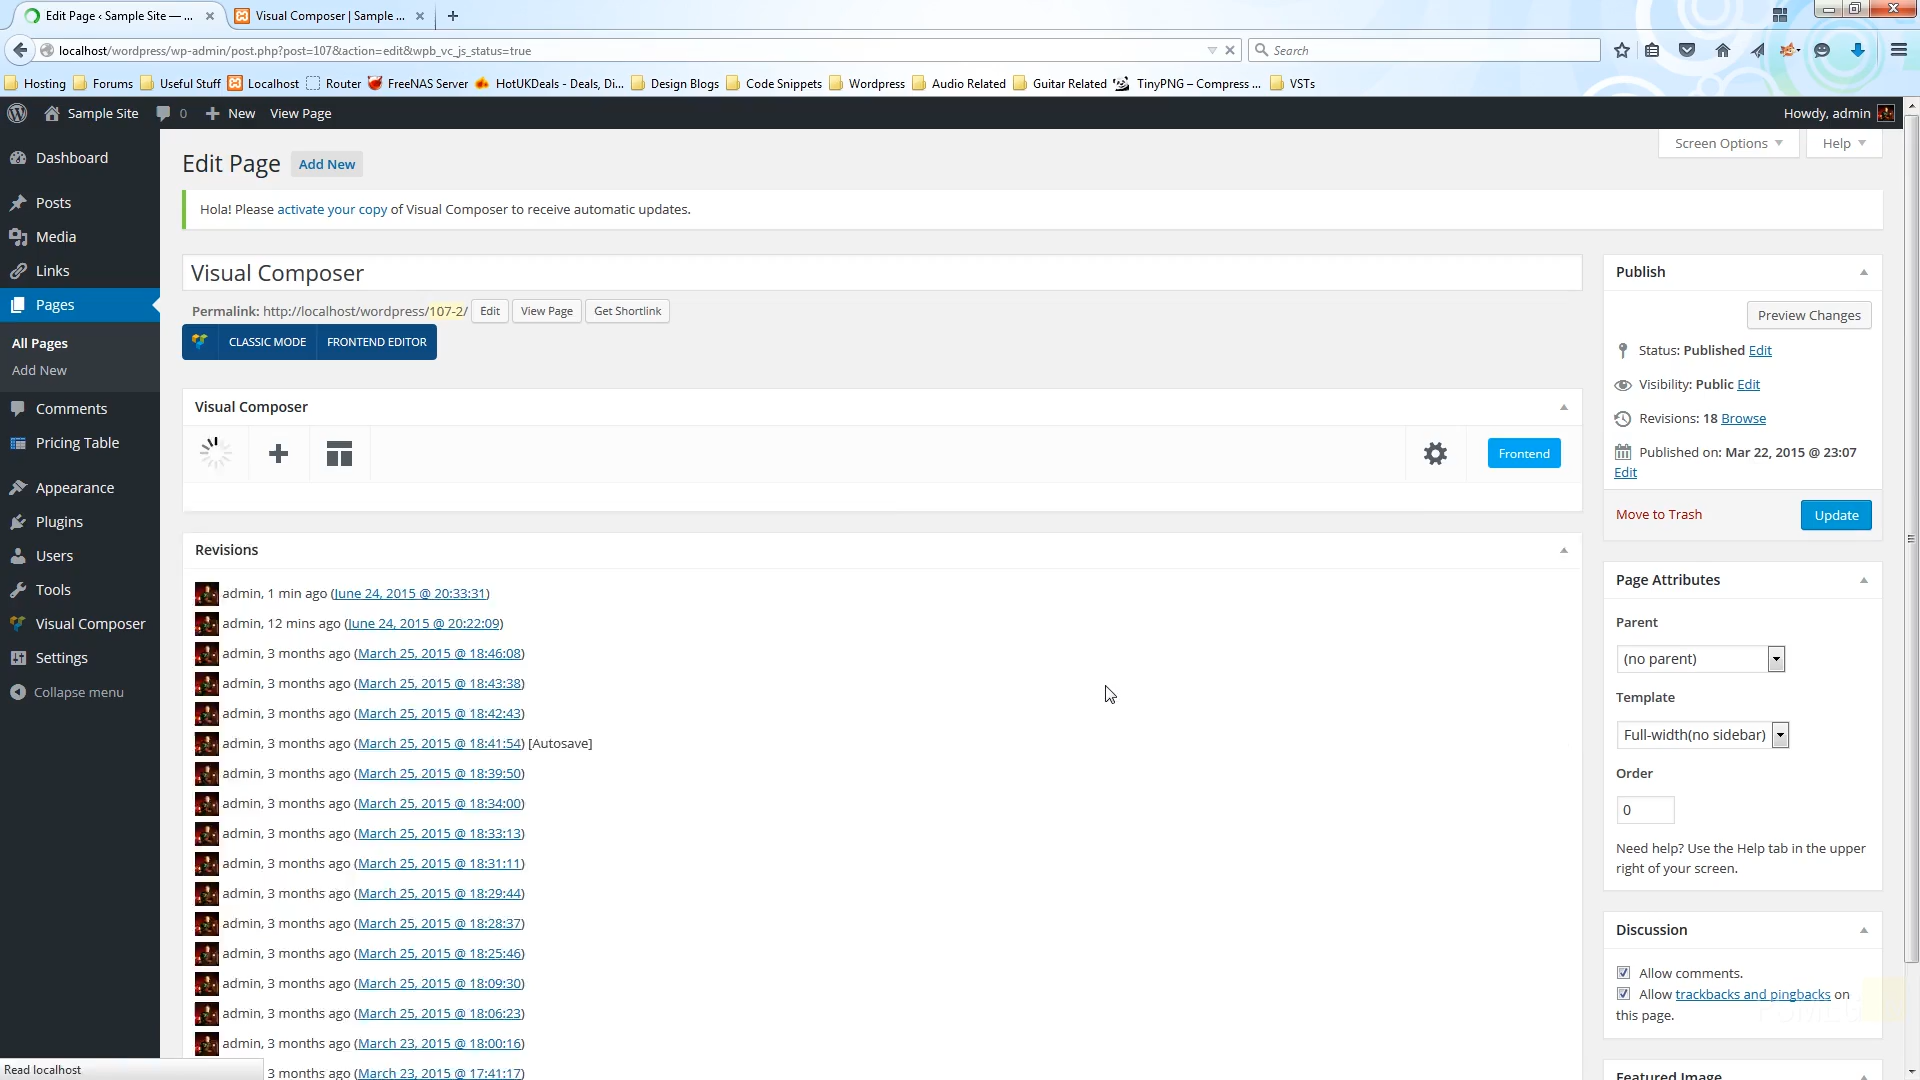 Edit Page ‹ Sample Site — ...
Visual Composer | Sample ...
localhost/wordpress/wp-admin/post.php?post=107&action=edit&wpb_vc_js_status=true
Search
Hosting Forums Useful Stuff Localhost Router FreeNAS Server HotUKDeals - Deals, Di... Design Blogs Code Snippets Wordpress Audio Related Guitar Related TinyPNG – Compress ... VSTs
Sample Site 0 New View Page Howdy, admin
Screen Options Help
Dashboard
Posts
Media
Links
Pages
All Pages
Add New
Comments
Pricing Table
Appearance
Plugins
Users
Tools
Visual Composer
Settings
Collapse menu
Edit Page Add New
Hola! Please activate your copy of Visual Composer to receive automatic updates.
Visual Composer
Permalink: http://localhost/wordpress/107-2/ Edit View Page Get Shortlink
CLASSIC MODE FRONTEND EDITOR
Visual Composer
Frontend
Revisions
admin, 1 min ago (June 24, 2015 @ 20:33:31)
admin, 12 mins ago (June 24, 2015 @ 20:22:09)
admin, 3 months ago (March 25, 2015 @ 18:46:08)
admin, 3 months ago (March 25, 2015 @ 18:43:38)
admin, 3 months ago (March 25, 2015 @ 18:42:43)
admin, 3 months ago (March 25, 2015 @ 18:41:54) [Autosave]
admin, 3 months ago (March 25, 2015 @ 18:39:50)
admin, 3 months ago (March 25, 2015 @ 18:34:00)
admin, 3 months ago (March 25, 2015 @ 18:33:13)
admin, 3 months ago (March 25, 2015 @ 18:31:11)
admin, 3 months ago (March 25, 2015 @ 18:29:44)
admin, 3 months ago (March 25, 2015 @ 18:28:37)
admin, 3 months ago (March 25, 2015 @ 18:25:46)
admin, 3 months ago (March 25, 2015 @ 18:09:30)
admin, 3 months ago (March 25, 2015 @ 18:06:23)
admin, 3 months ago (March 23, 2015 @ 18:00:16)
3 months ago (March 23, 2015 @ 17:41:17)
Publish
Preview Changes
Status: Published Edit
Visibility: Public Edit
Revisions: 18 Browse
Published on: Mar 22, 2015 @ 23:07
Edit
Move to Trash Update
Page Attributes
Parent
(no parent)
Template
Full-width(no sidebar)
Order
0
Need help? Use the Help tab in the upper
right of your screen.
Discussion
Allow comments.
Allow trackbacks and pingbacks on
this page.
Featured Image
Read localhost